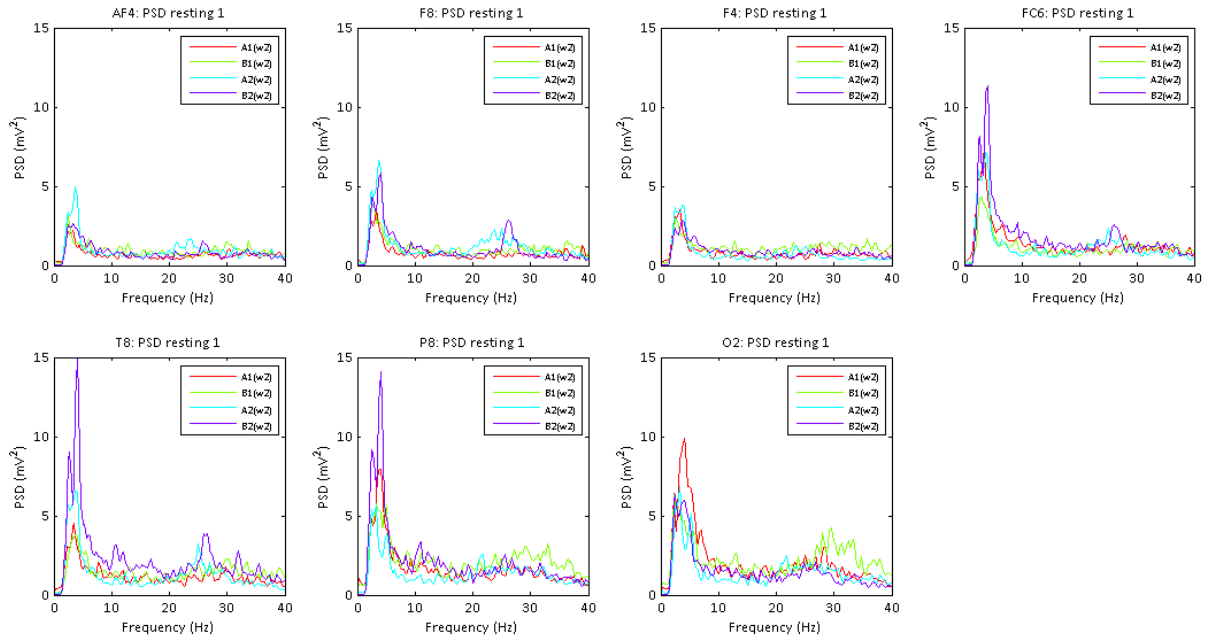 AF4: PSD resting 1
15
10
5
0
PSD (mV²)
A1(w2)
B1(w2)
A2(w2)
B2(w2)
0 10 20 30 40
Frequency (Hz)
F8: PSD resting 1
15
10
5
0
PSD (mV²)
A1(w2)
B1(w2)
A2(w2)
B2(w2)
0 10 20 30 40
Frequency (Hz)
F4: PSD resting 1
15
10
5
0
PSD (mV²)
A1(w2)
B1(w2)
A2(w2)
B2(w2)
0 10 20 30 40
Frequency (Hz)
FC6: PSD resting 1
15
10
5
0
PSD (mV²)
A1(w2)
B1(w2)
A2(w2)
B2(w2)
0 10 20 30 40
Frequency (Hz)
T8: PSD resting 1
15
10
5
0
PSD (mV²)
A1(w2)
B1(w2)
A2(w2)
B2(w2)
0 10 20 30 40
Frequency (Hz)
P8: PSD resting 1
15
10
5
0
PSD (mV²)
A1(w2)
B1(w2)
A2(w2)
B2(w2)
0 10 20 30 40
Frequency (Hz)
O2: PSD resting 1
15
10
5
0
PSD (mV²)
A1(w2)
B1(w2)
A2(w2)
B2(w2)
0 10 20 30 40
Frequency (Hz)